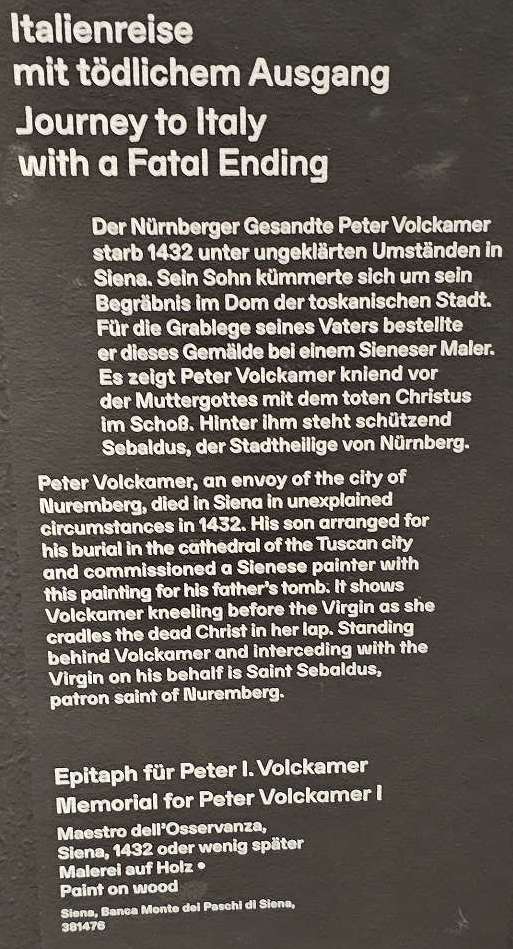 Italienreise
mit tödlichem Ausgang
Journey to Italy
with a Fatal Ending
Der Nürnberger Gesandte Peter Volckamer
starb 1432 unter ungeklärten Umständen in
Siena. Sein Sohn kümmerte sich um sein
Begräbnis im Dom der toskanischen Stadt.
Für die Grablege seines Vaters bestellte
er dieses Gemälde bei einem Sieneser Maler.
Es zeigt Peter Volckamer kniend vor
der Muttergottes mit dem toten Christus
im Schoß. Hinter ihm steht schützend
Sebaldus, der Stadtheilige von Nürnberg.
Peter Volckamer, an envoy of the city of
Nuremberg, died in Siena in unexplained
circumstances in 1432. His son arranged for
his burial in the cathedral of the Tuscan city
and commissioned a Sienese painter with
this painting for his father's tomb. It shows
Volckamer kneeling before the Virgin as she
cradles the dead Christ in her lap. Standing
behind Volckamer and interceding with the
Virgin on his behalf is Saint Sebaldus,
patron saint of Nuremberg.
Epitaph für Peter I. Volckamer
Memorial for Peter Volckamer I
Maestro dell'Osservanza,
Siena, 1432 oder wenig später
Malerei auf Holz •
Paint on wood
Siena, Banca Monte dei Paschi di Siena,
381476